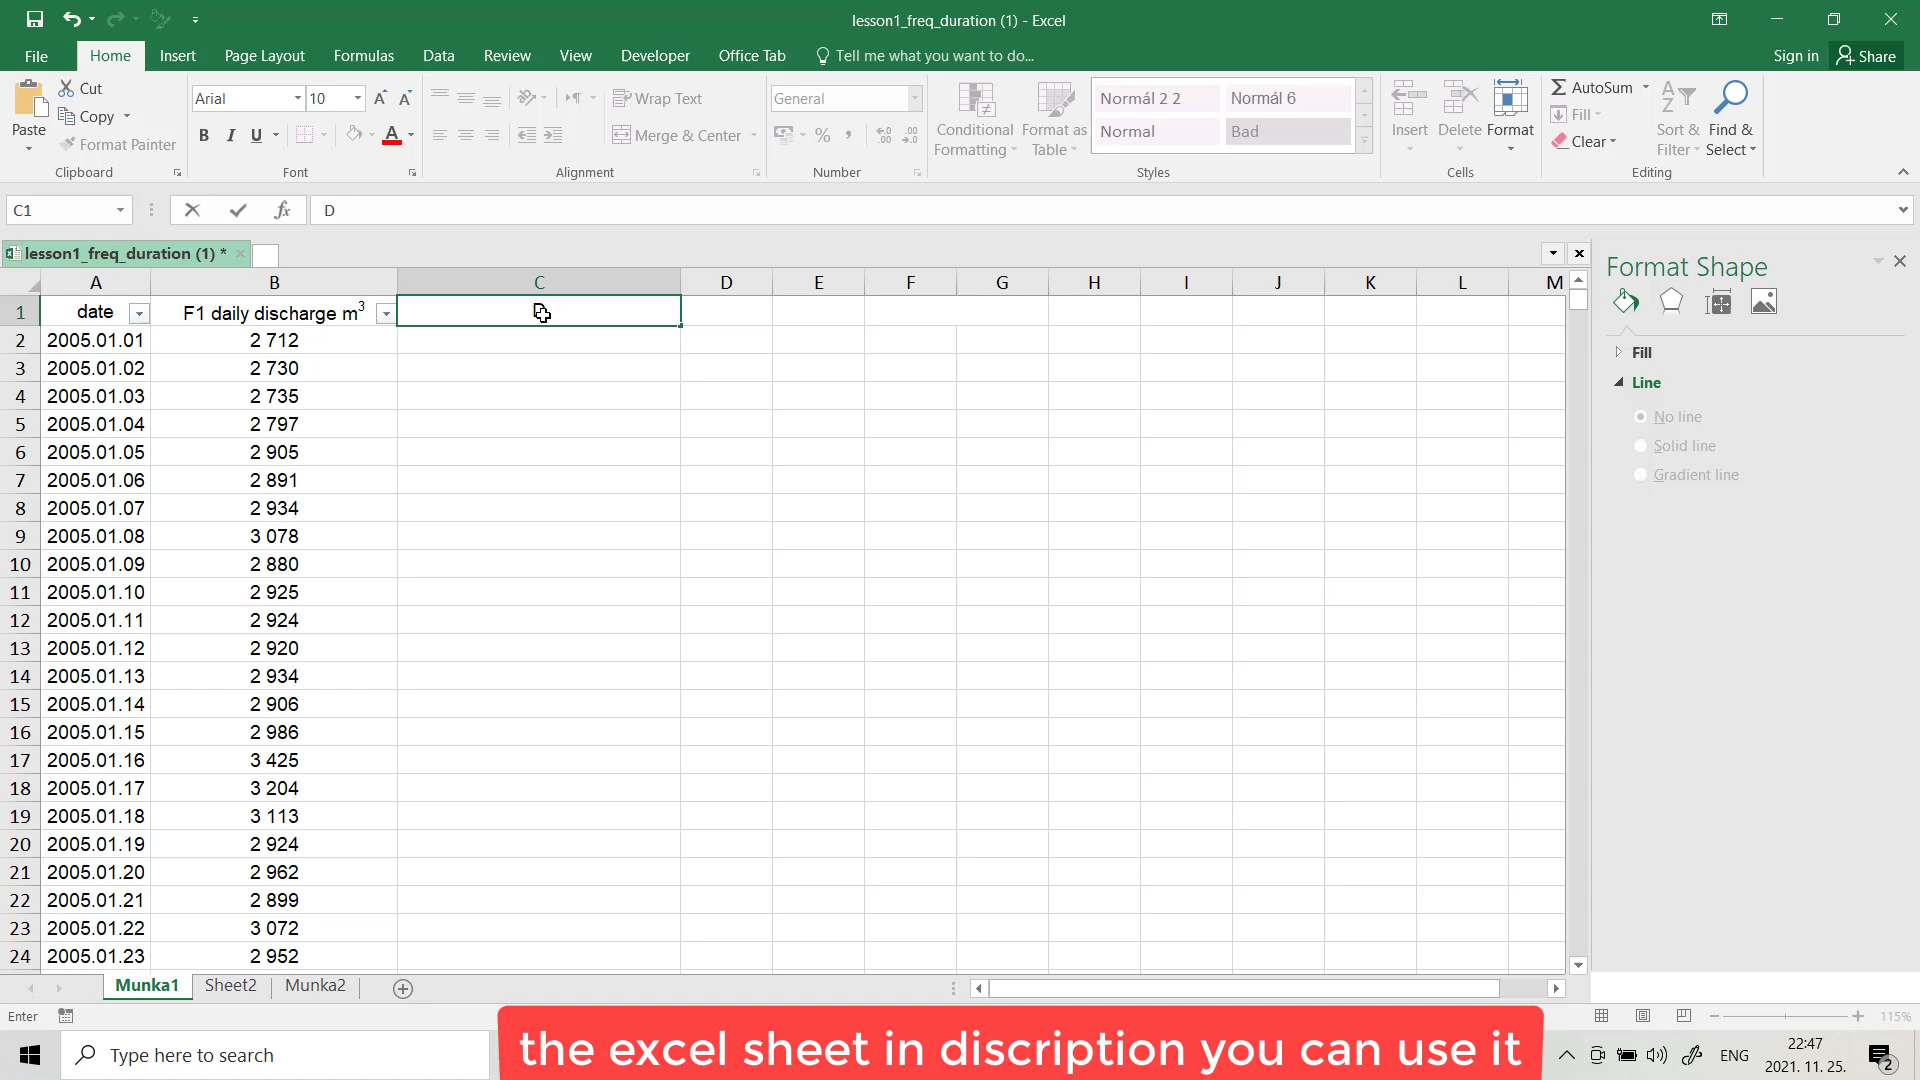 lesson1_freq_duration (1) - Excel
File Home Insert Page Layout Formulas Data Review View Developer Office Tab Tell me what you want to do... Sign in Share
Paste Cut Copy Format Painter Clipboard
Arial 10 B I U A Font
Wrap Text Merge & Center Alignment
General % , Number
Conditional Formatting Format as Table Normál 2 2 Normál 6 Normal Bad Styles
Insert Delete Format Cells
AutoSum Fill Clear Sort & Filter Find & Select Editing
C1 fx D
lesson1_freq_duration (1) *
A B C D E F G H I J K L M
1 date F1 daily discharge m3
2 2005.01.01 2 712
3 2005.01.02 2 730
4 2005.01.03 2 735
5 2005.01.04 2 797
6 2005.01.05 2 905
7 2005.01.06 2 891
8 2005.01.07 2 934
9 2005.01.08 3 078
10 2005.01.09 2 880
11 2005.01.10 2 925
12 2005.01.11 2 924
13 2005.01.12 2 920
14 2005.01.13 2 934
15 2005.01.14 2 906
16 2005.01.15 2 986
17 2005.01.16 3 425
18 2005.01.17 3 204
19 2005.01.18 3 113
20 2005.01.19 2 924
21 2005.01.20 2 962
22 2005.01.21 2 899
23 2005.01.22 3 072
24 2005.01.23 2 952
Format Shape
Fill
Line
No line
Solid line
Gradient line
Munka1 Sheet2 Munka2
Enter 115%
the excel sheet in discription you can use it
Type here to search
ENG 22:47
2021. 11. 25. 2